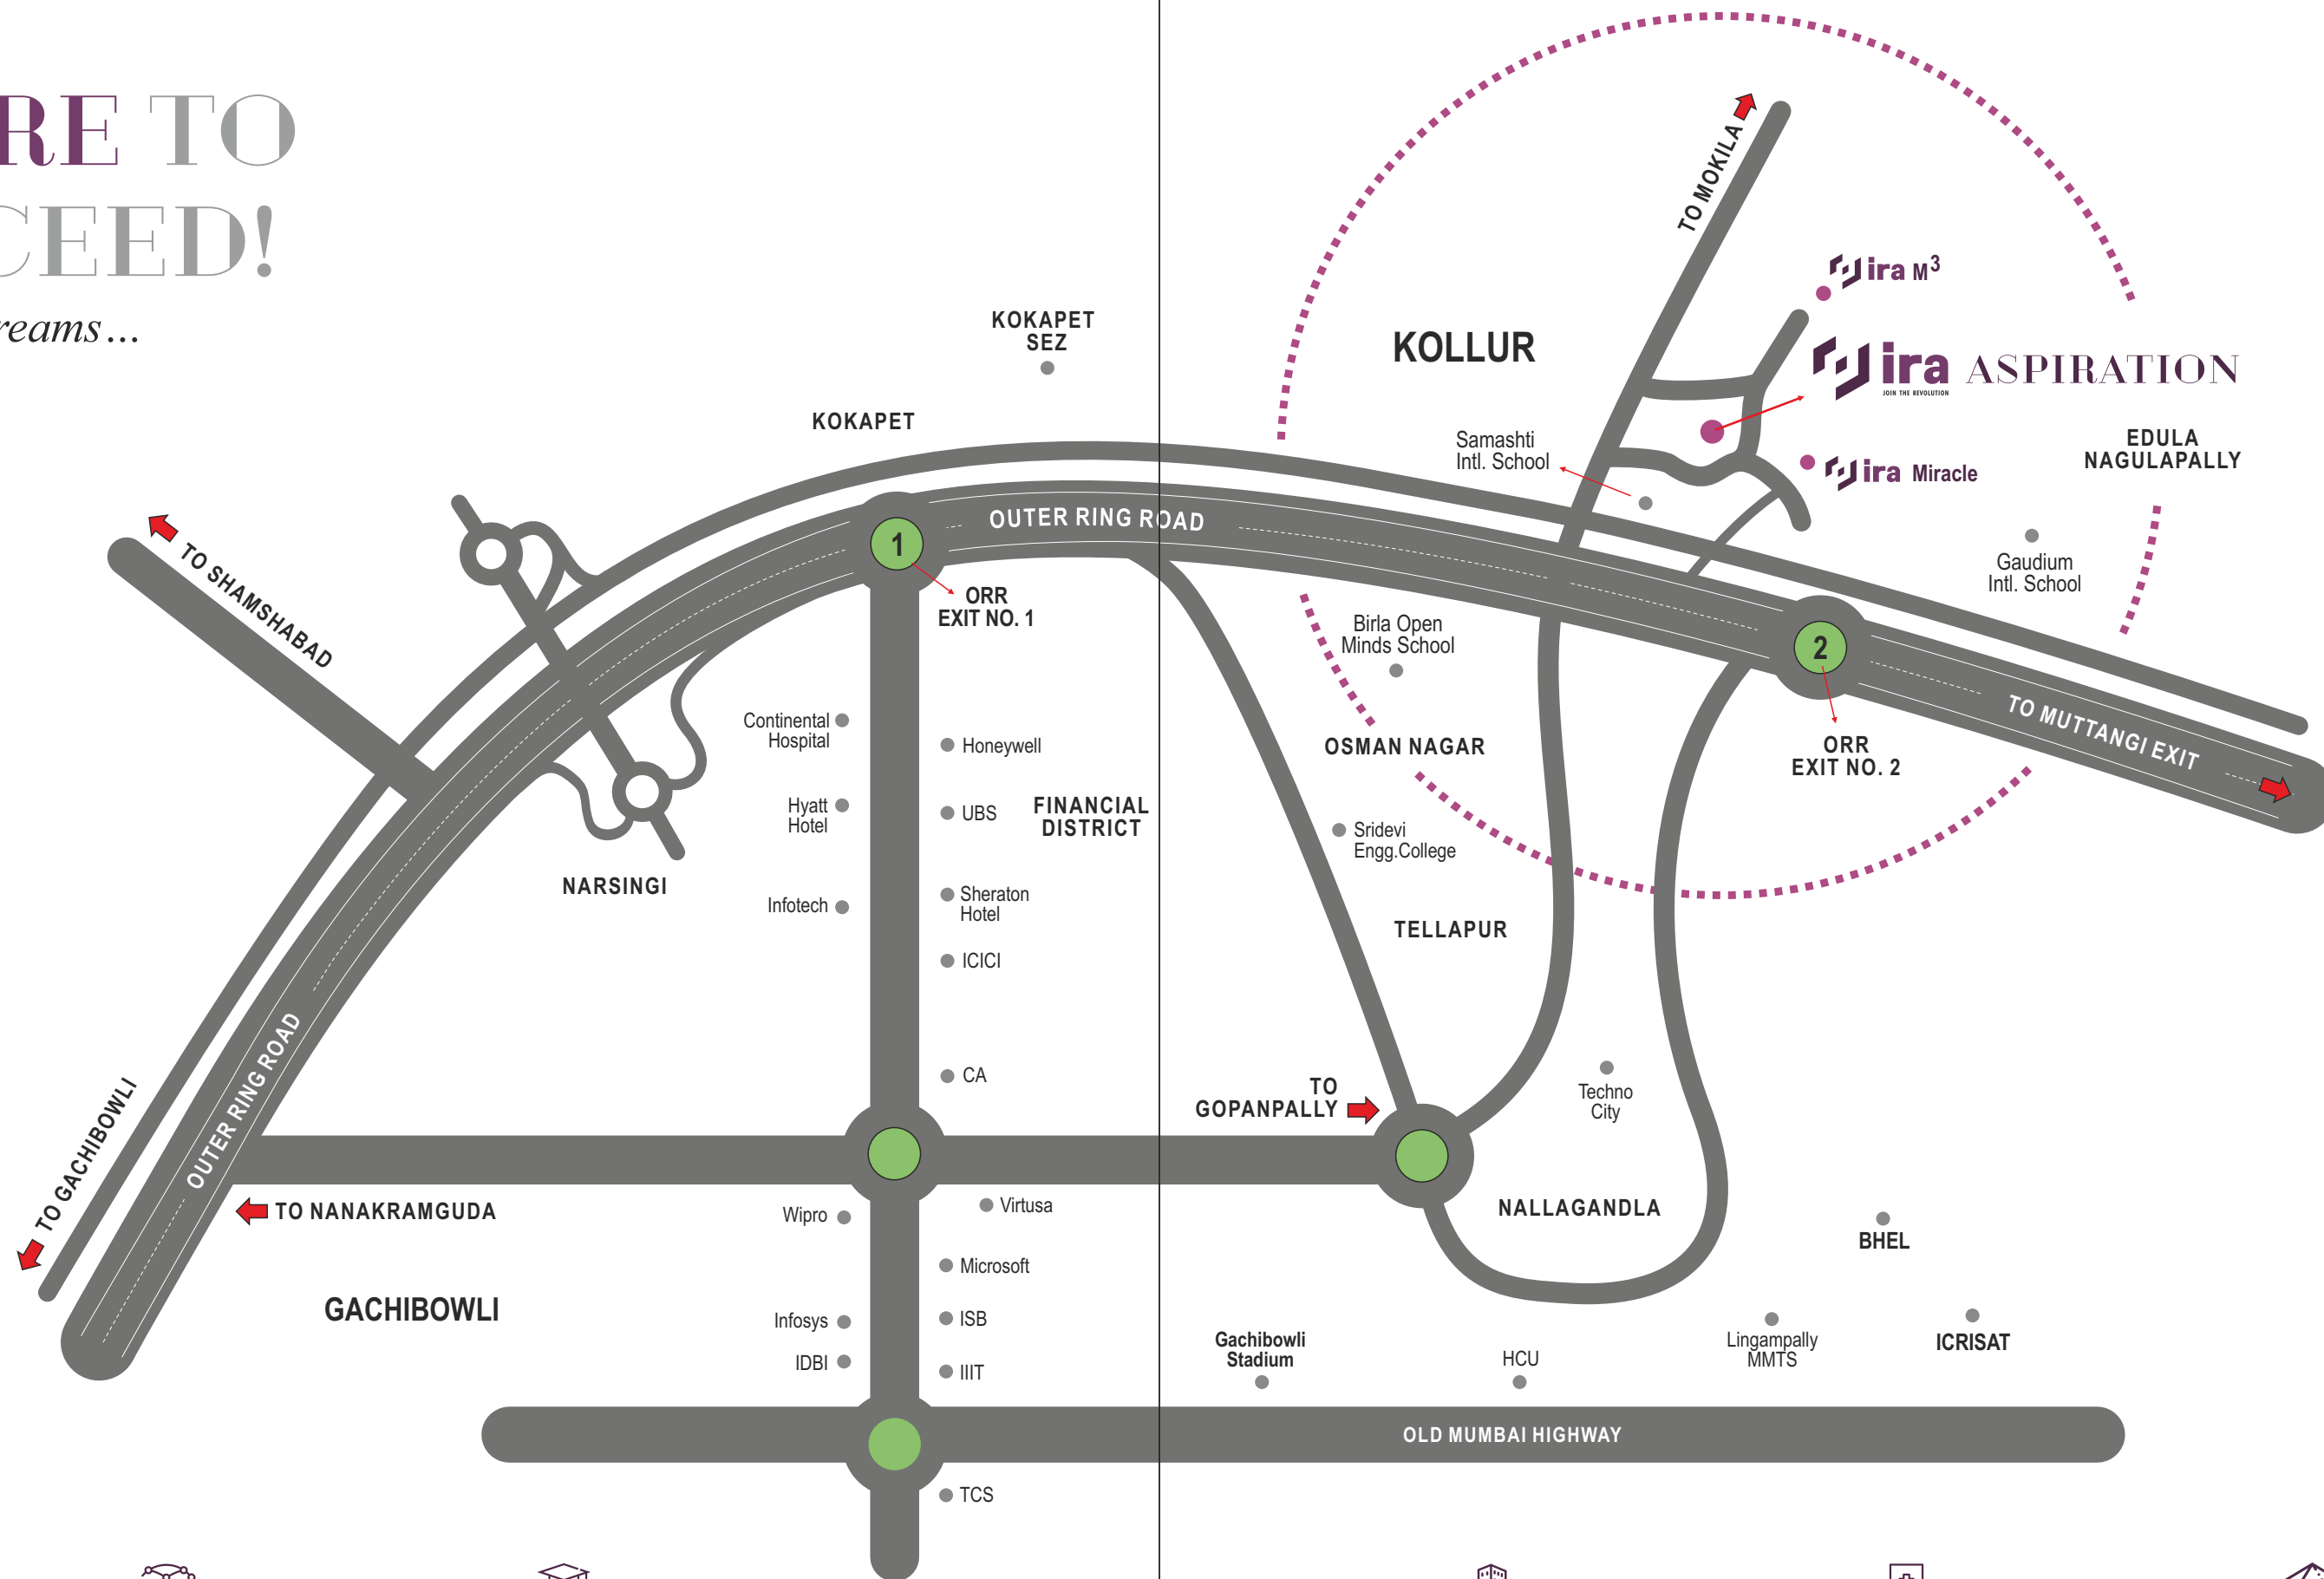 RE TO
CEED!
reams...
TO MOKILA
ira M3
KOKAPET
SEZ
KOLLUR
ira ASPIRATION
JOIN THE REVOLUTION
KOKAPET
Samashti
Intl. School
EDULA
NAGULAPALLY
ira Miracle
OUTER RING ROAD
1
TO SHAMSHABAD
ORR
EXIT NO. 1
Gaudium
Intl. School
Birla Open
Minds School
2
Continental
Hospital
Honeywell
OSMAN NAGAR
ORR
EXIT NO. 2
TO MUTTANGI EXIT
Hyatt
Hotel
UBS
FINANCIAL
DISTRICT
Sridevi
Engg.College
NARSINGI
Infotech
Sheraton
Hotel
TELLAPUR
ICICI
OUTER RING ROAD
CA
TO
GOPANPALLY
Techno
City
TO GACHIBOWLI
TO NANAKRAMGUDA
Wipro
Virtusa
NALLAGANDLA
BHEL
Microsoft
GACHIBOWLI
Infosys
ISB
IDBI
IIIT
Gachibowli
Stadium
HCU
Lingampally
MMTS
ICRISAT
OLD MUMBAI HIGHWAY
TCS